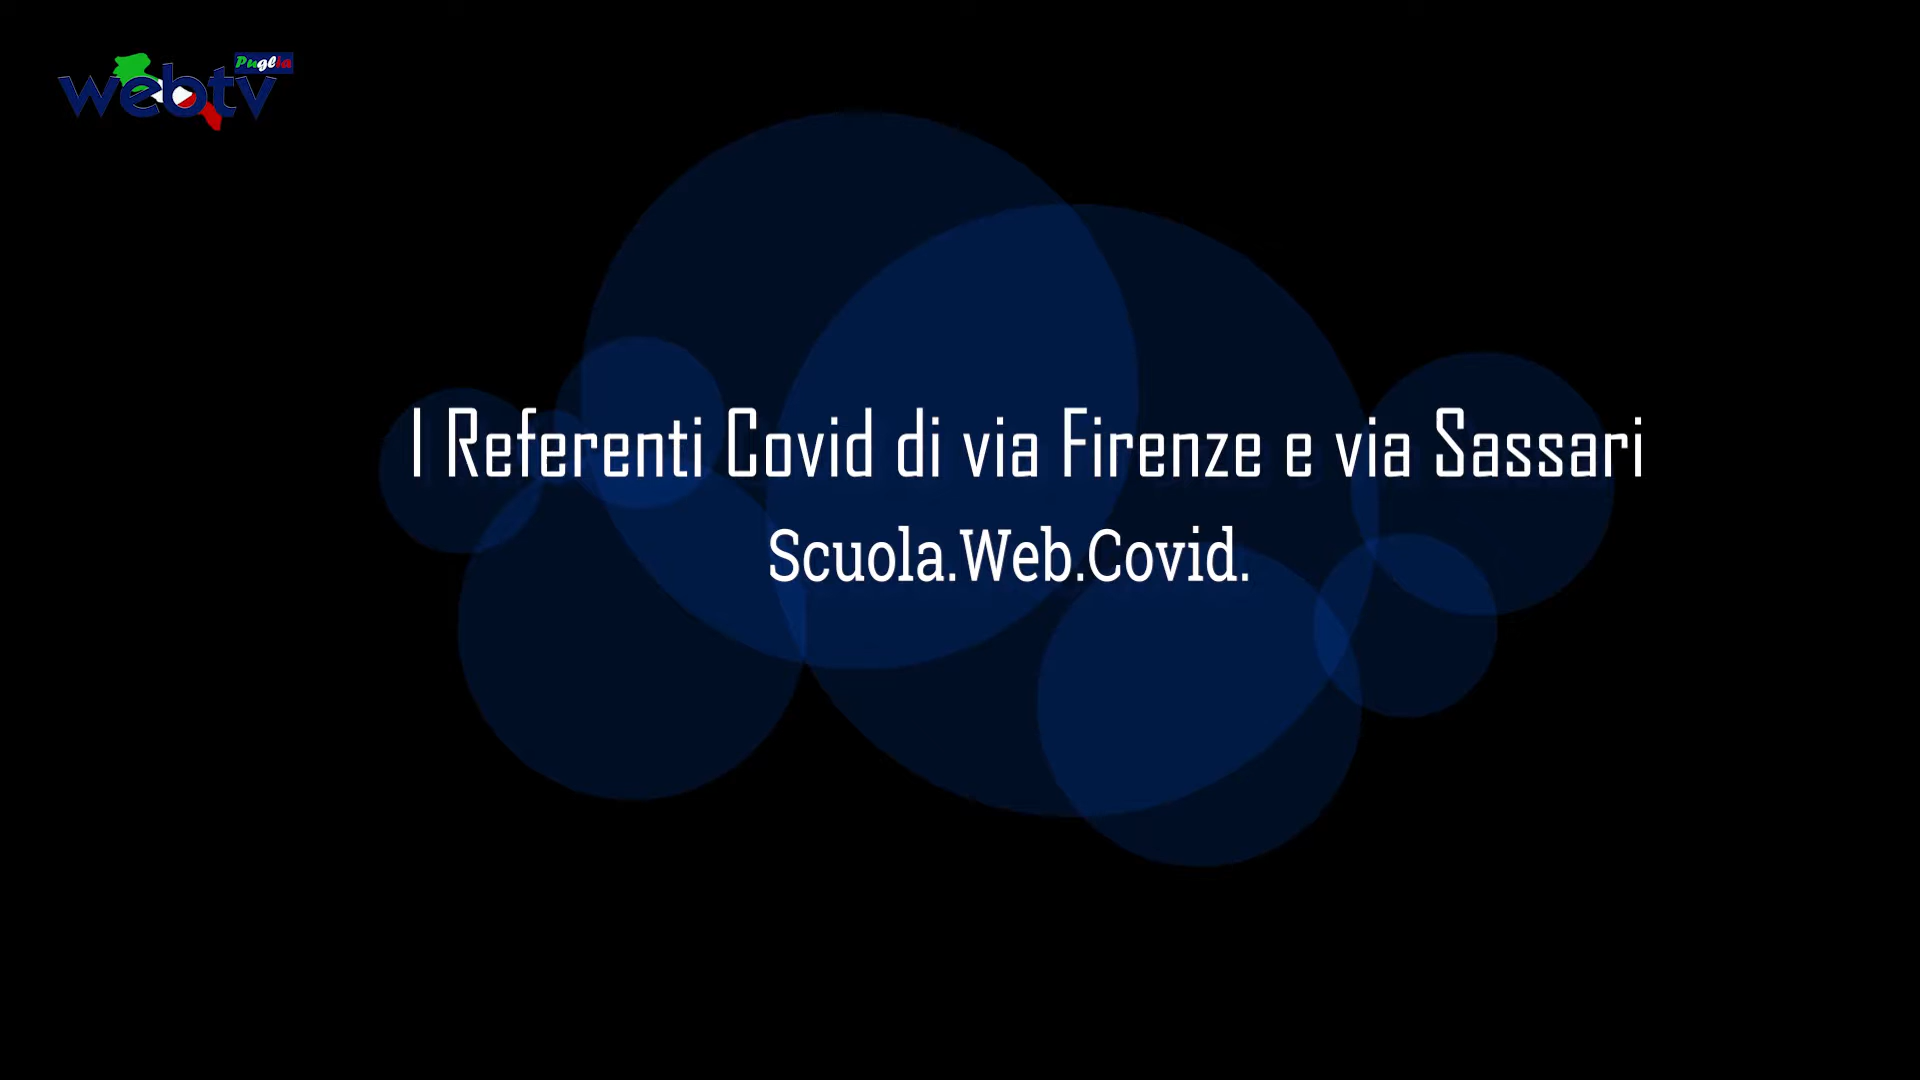 Puglia
webtv
I Referenti Covid di via Firenze e via Sassari
Scuola.Web.Covid.